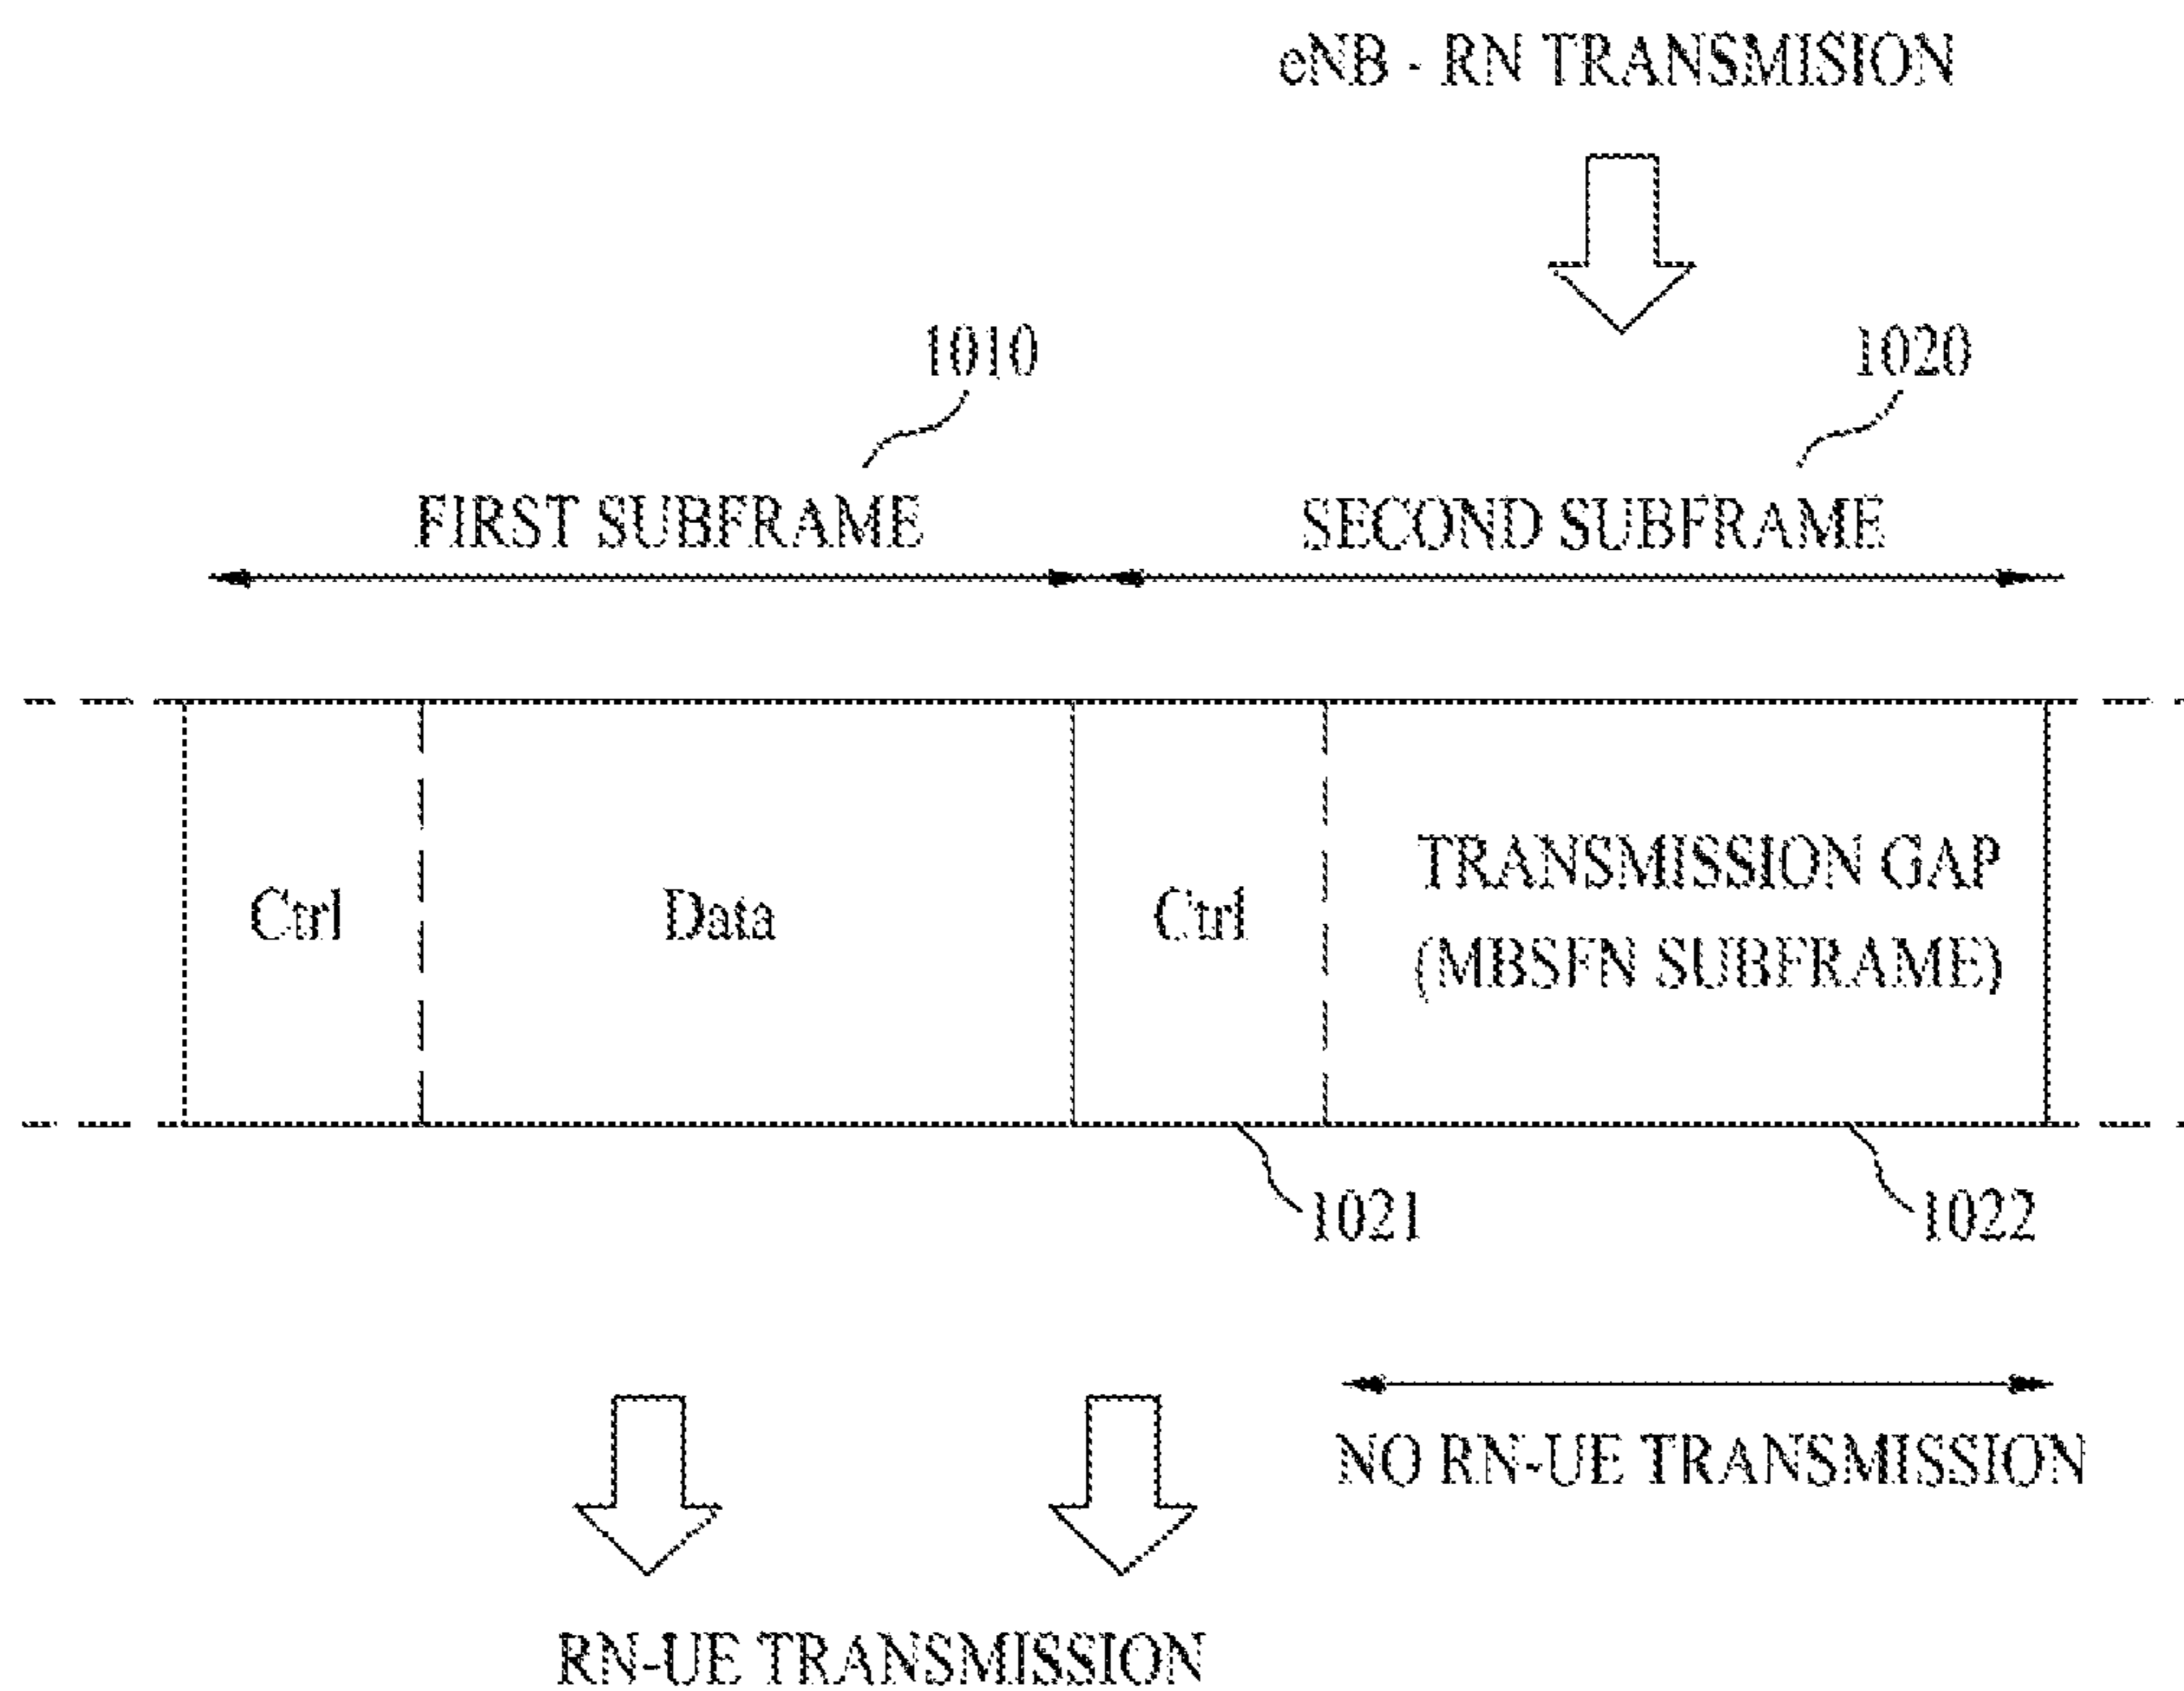 eNB - RN TRANSMISION
1010
1020
FIRST SUBFRAME
SECOND SUBFRAME
Ctrl
Data
Ctrl
TRANSMISSION GAP
(MBSFN SUBFRAME)
1021
1022
NO RN-UE TRANSMISSION
RN-UE TRANSMISSION